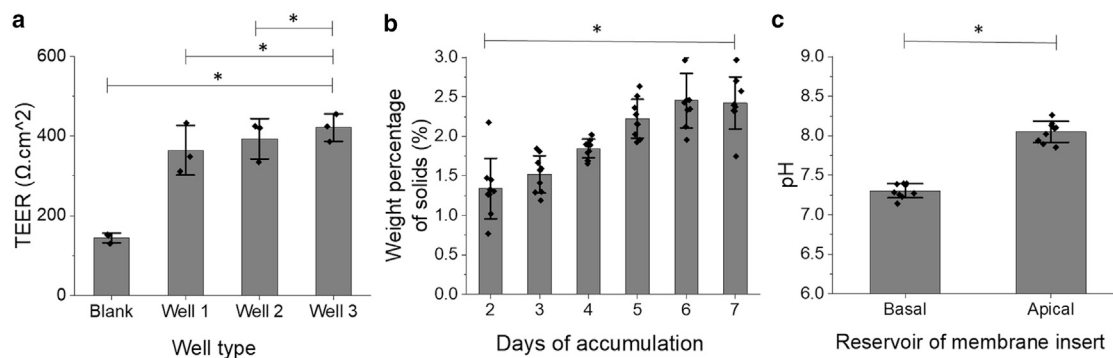 a
*
*
*
TEER (Ω.cm^2)
600
400
200
0
Blank Well 1 Well 2 Well 3
Well type
b
*
Weight percentage
of solids (%)
3.0
2.5
2.0
1.5
1.0
0.5
0.0
2 3 4 5 6 7
Days of accumulation
c
*
pH
9.0
8.5
8.0
7.5
7.0
6.5
6.0
Basal Apical
Reservoir of membrane insert